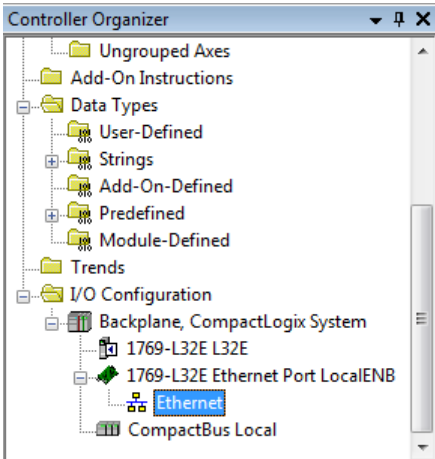 Controller Organizer
Ungrouped Axes
Add-On Instructions
Data Types
User-Defined
Strings
Add-On-Defined
Predefined
Module-Defined
Trends
I/O Configuration
Backplane, CompactLogix System
1769-L32E L32E
1769-L32E Ethernet Port LocalENB
Ethernet
CompactBus Local